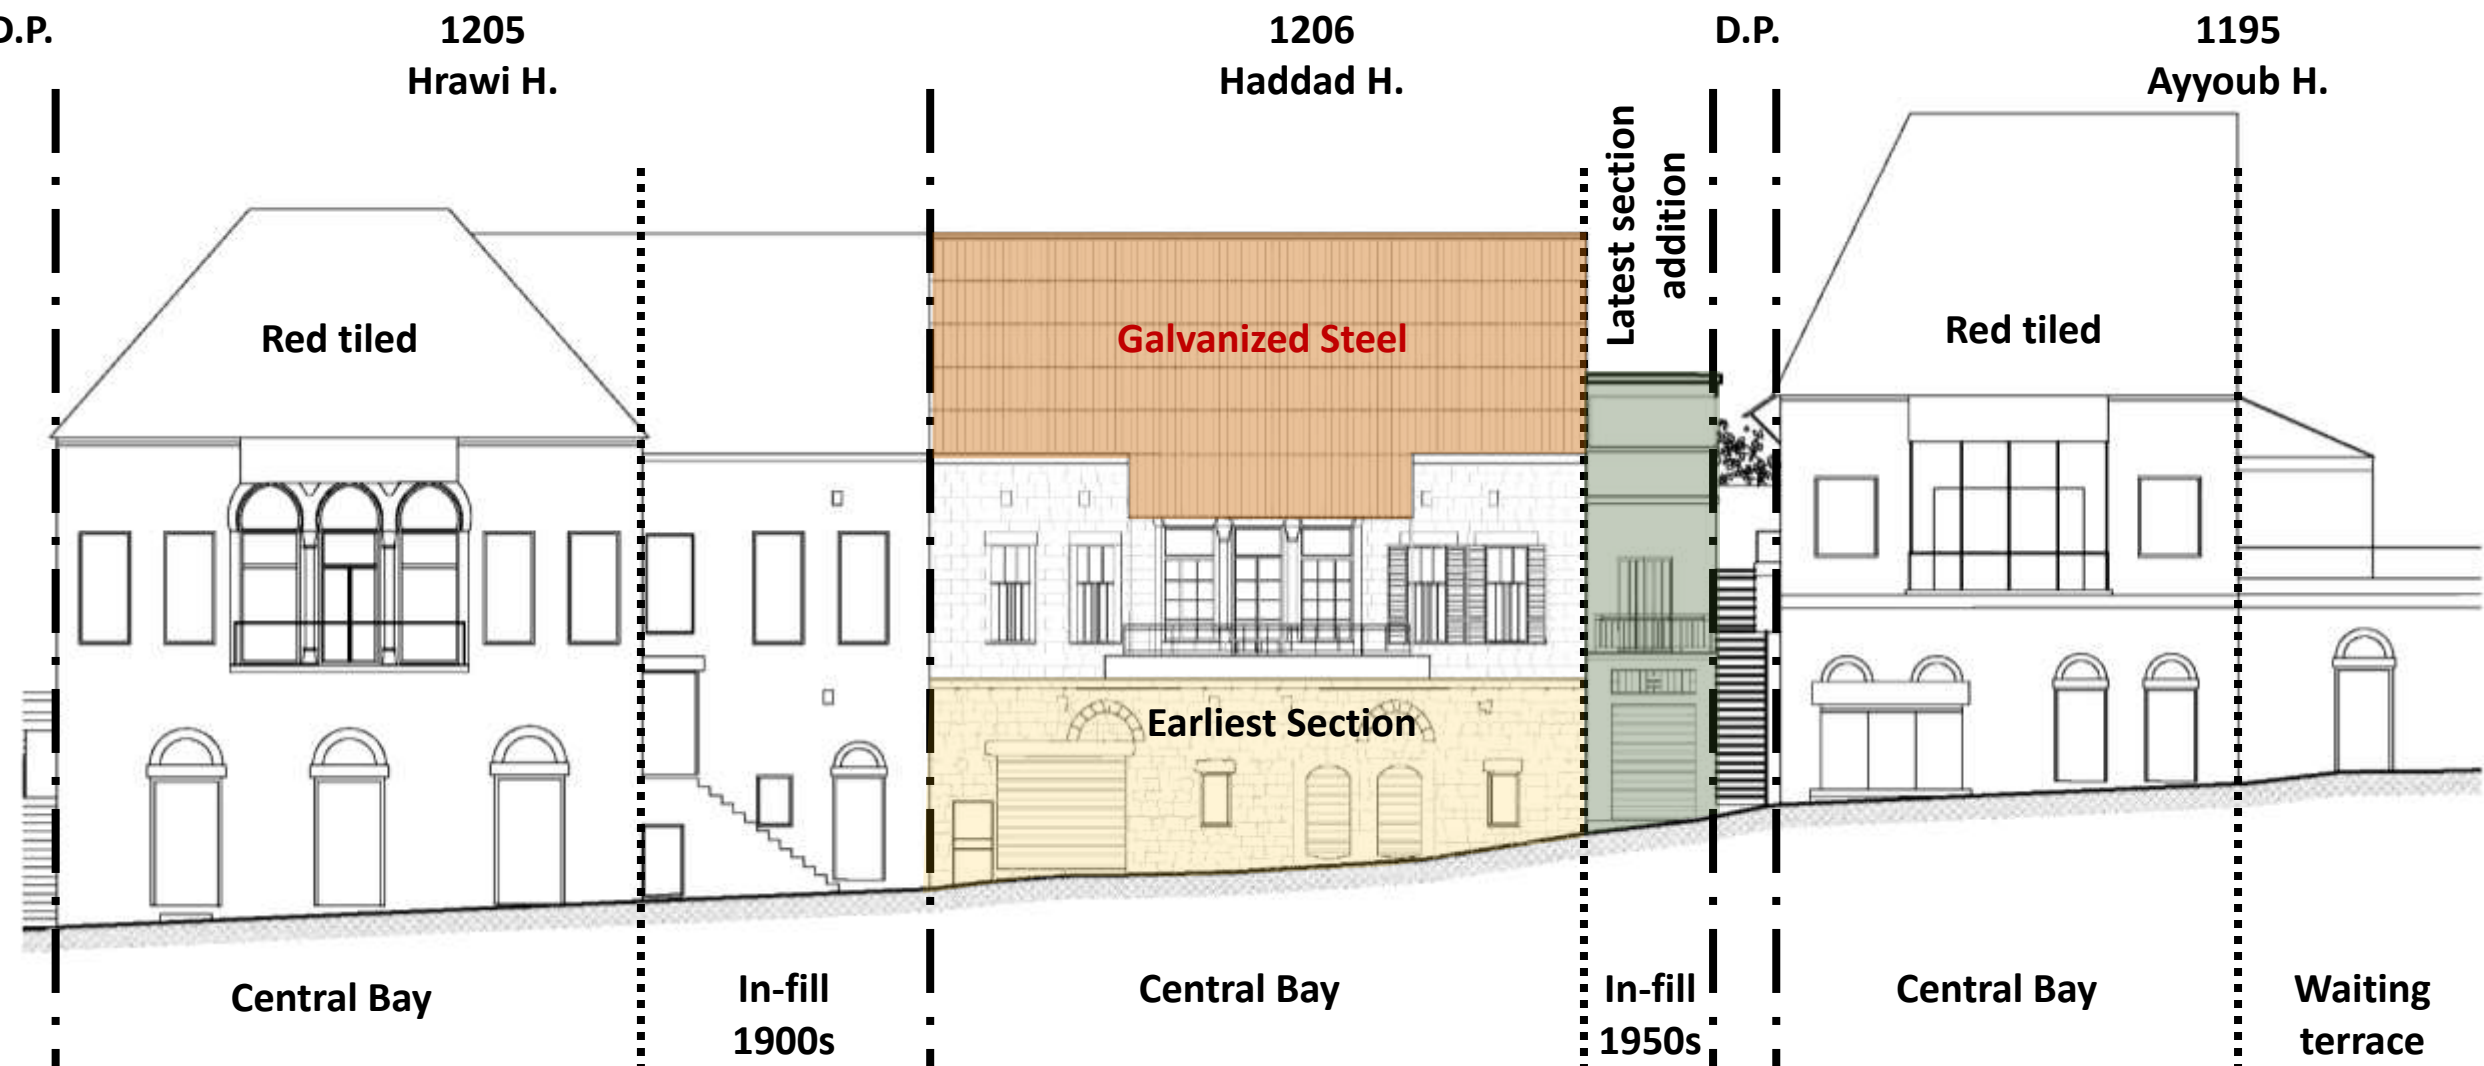 D.P.
1205
Hrawi H.
1206
Haddad H.
D.P.
1195
Ayyoub H.
Latest section
addition
Red tiled
Galvanized Steel
Red tiled
Earliest Section
Central Bay
In-fill
1900s
Central Bay
In-fill
1950s
Central Bay
Waiting
terrace